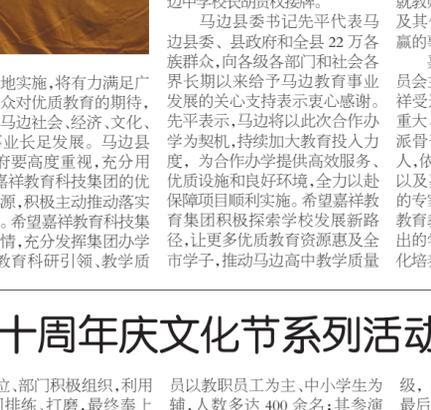 地实施,将有力满足广
众对优质教育的期待,
马边社会、经济、文化、
业长足发展。马边县
府要高度重视,充分用
嘉祥教育科技集团的优
源,积极主动推动落实
。希望嘉祥教育科技集
情,充分发挥集团办学
教育科研引领、教学质
边中学校长胡贵权接牌。
马边县委书记先平代表马
边县委、县政府和全县 22 万各
族群众,向各级各部门和社会各
界长期以来给予马边教育事业
发展的关心支持表示衷心感谢。
先平表示,马边将以此次合作办
学为契机,持续加大教育投入力
度,为合作办学提供高效服务、
优质设施和良好环境,全力以赴
保障项目顺利实施。希望嘉祥教
育集团积极探索学校发展新路
径,让更多优质教育资源惠及全
市学子,推动马边高中教学质量
及其
赢的
员会
祥受
重大
派骨
人,依
以及
的专
教育
出的
化培
十周年庆文化节系列活动
位、部门积极组织,利用
排练、打磨,最终奉上
员以教职员工为主、中小学生为
辅,人数多达 400 余名;其参演
级,
最后